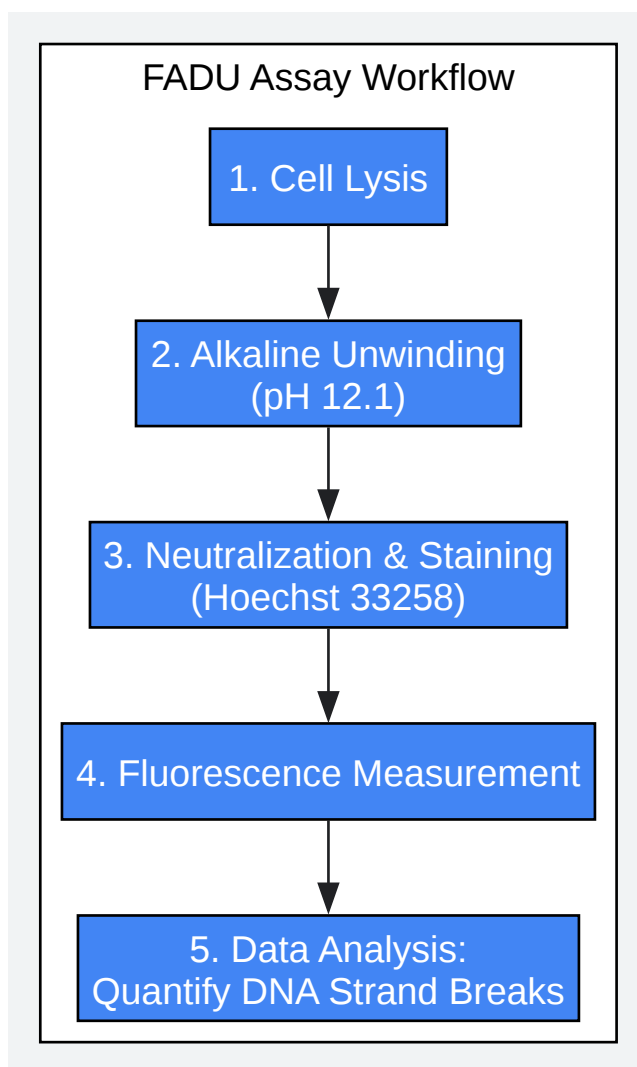 FADU Assay Workflow
1. Cell Lysis
2. Alkaline Unwinding
(pH 12.1)
3. Neutralization & Staining
(Hoechst 33258)
4. Fluorescence Measurement
5. Data Analysis:
Quantify DNA Strand Breaks